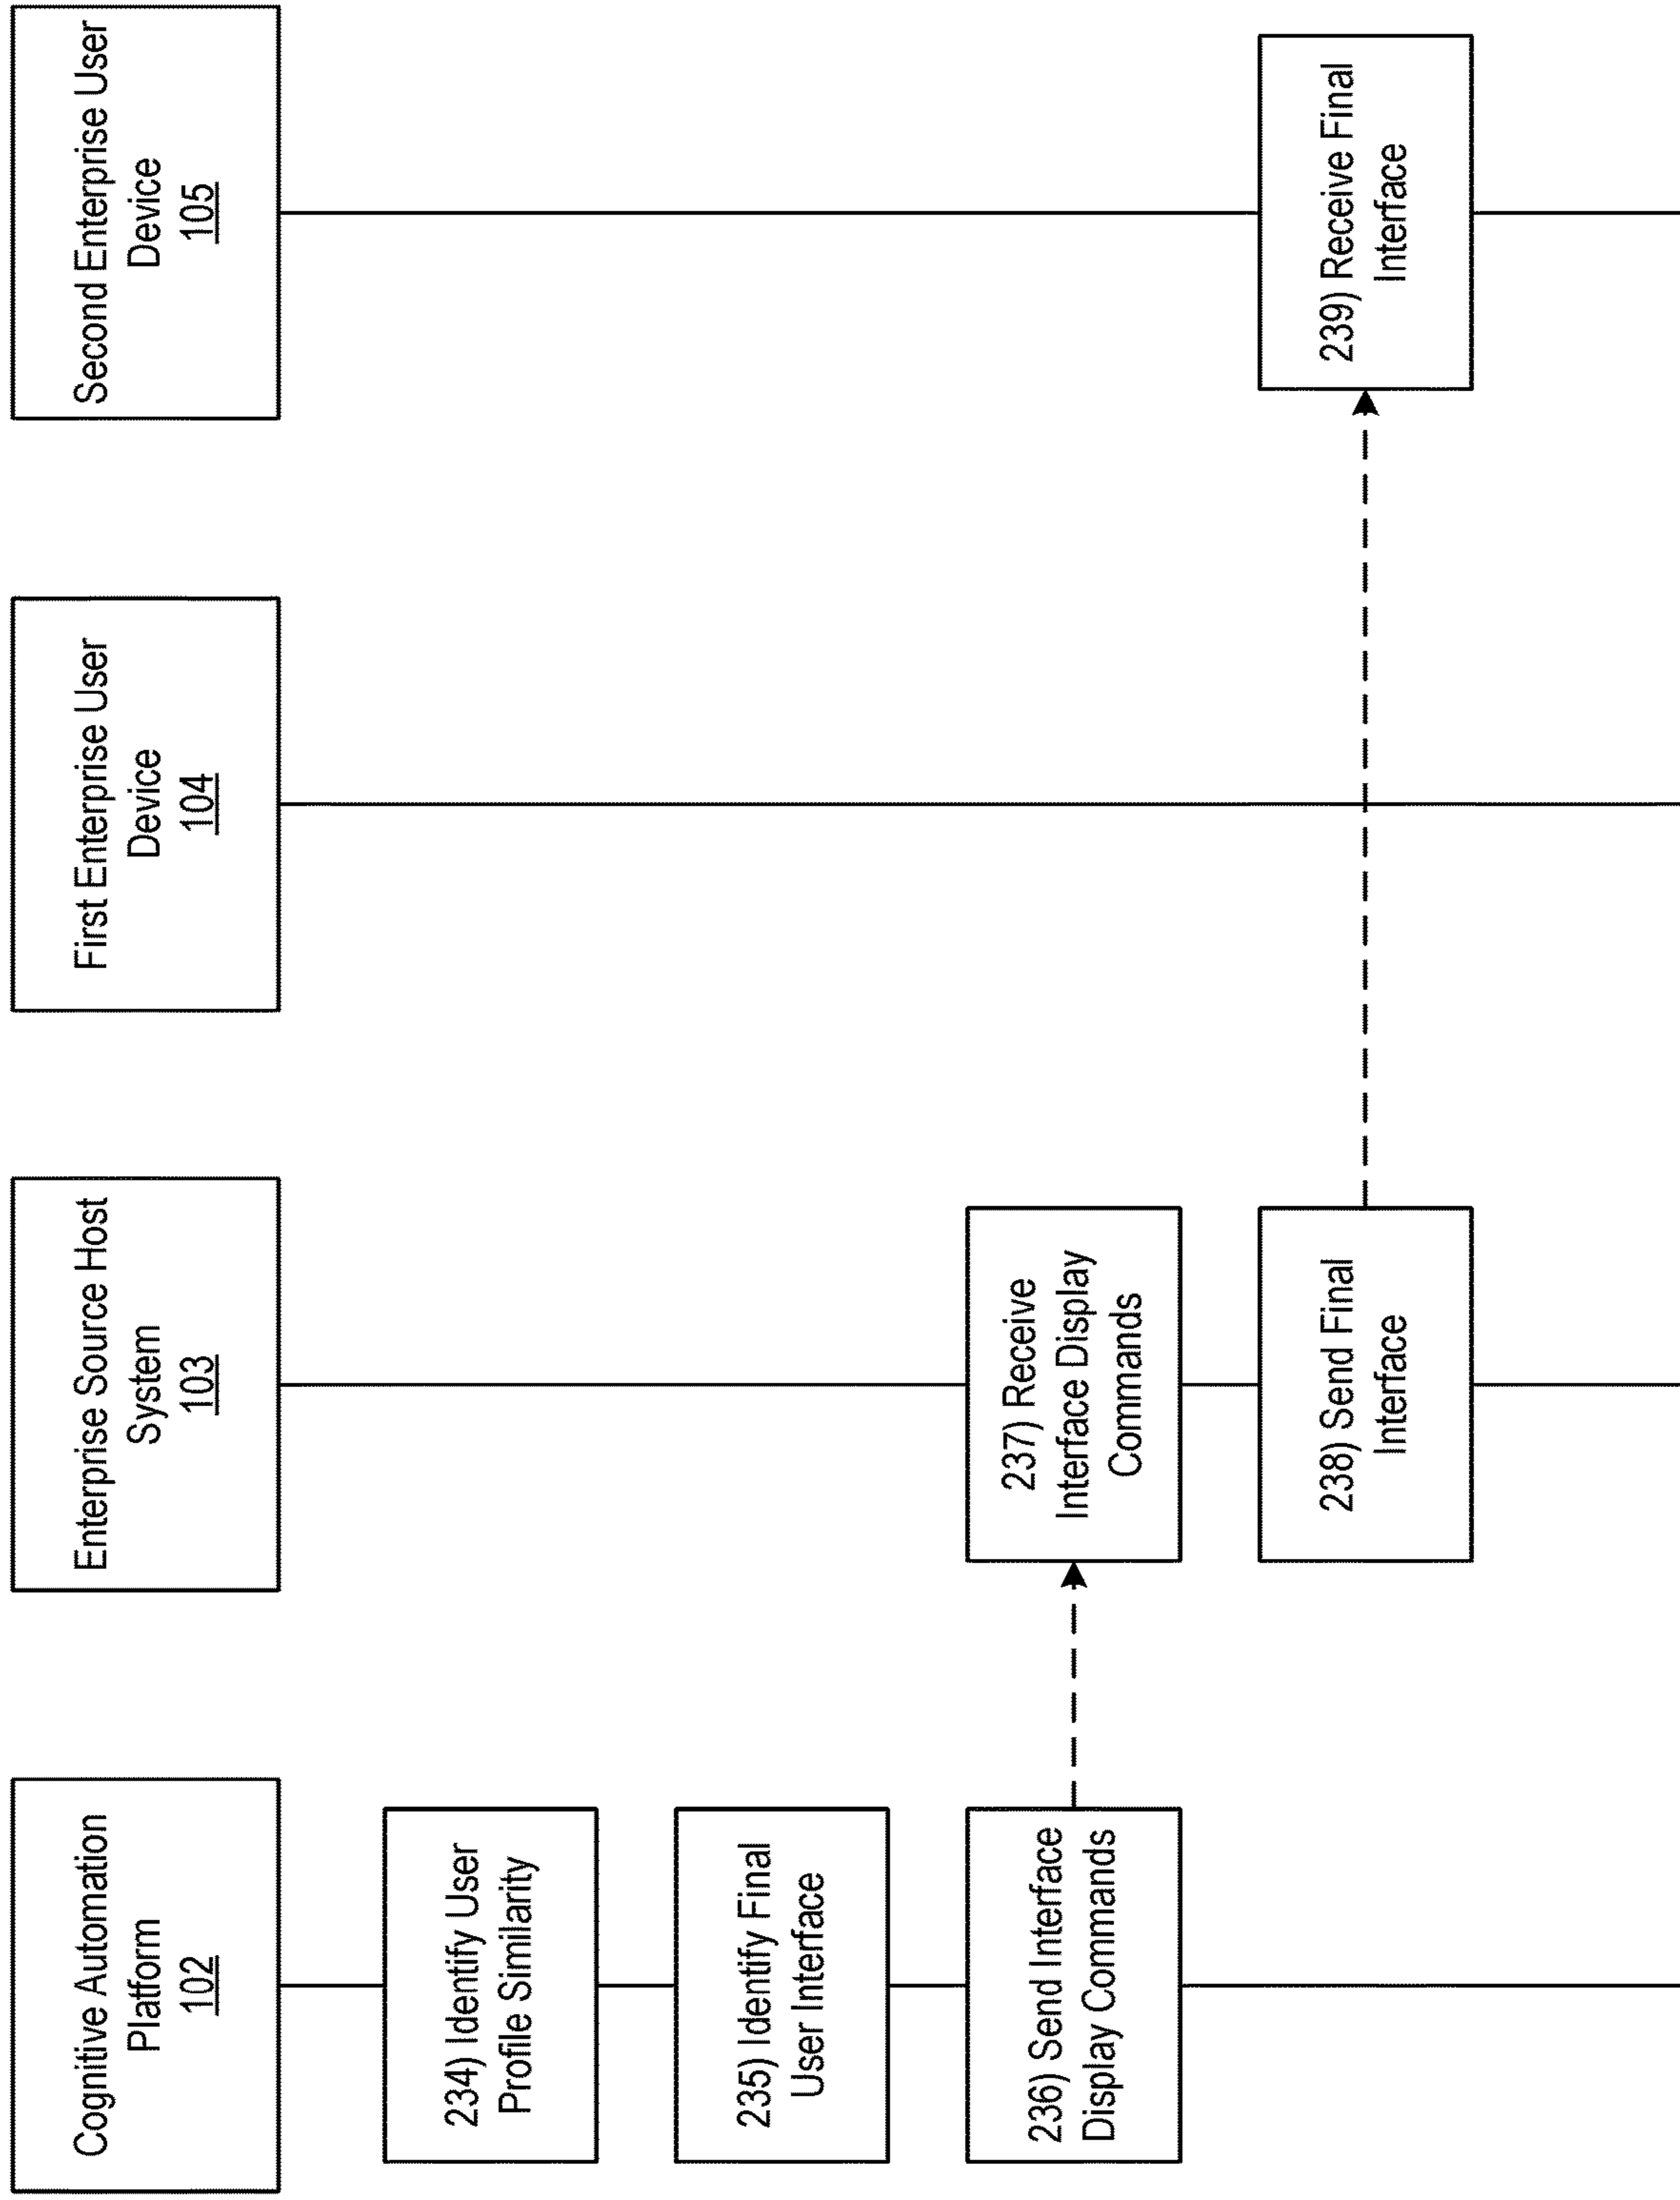 Cognitive Automation
Platform
102
Enterprise Source Host
System
103
First Enterprise User
Device
104
Second Enterprise User
Device
105
234) Identify User
Profile Similarity
235) Identify Final
User Interface
236) Send Interface
Display Commands
237) Receive
Interface Display
Commands
238) Send Final
Interface
239) Receive Final
Interface